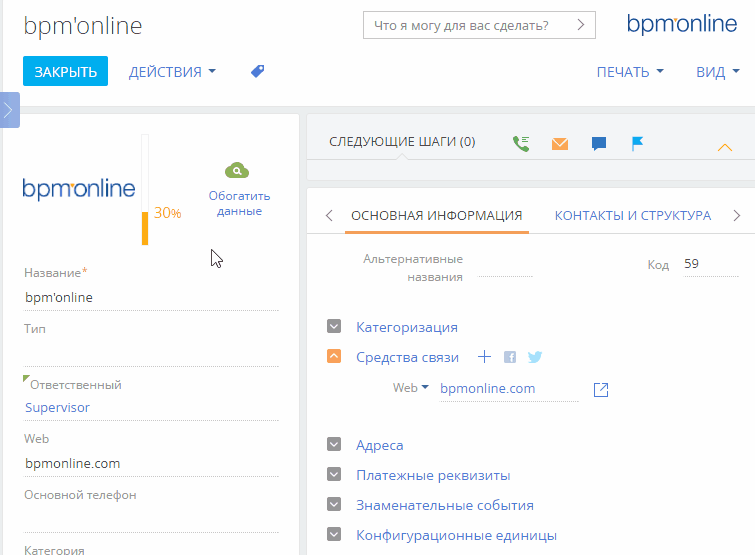 bpm'online
Что я могу для вас сделать?
bpm'online
ЗАКРЫТЬ
ДЕЙСТВИЯ
ПЕЧАТЬ
ВИД
bpm'online
30%
Обогатить
данные
Название*
bpm'online
Тип
Ответственный
Supervisor
Web
bpmonline.com
Основной телефон
Категория
СЛЕДУЮЩИЕ ШАГИ (0)
ОСНОВНАЯ ИНФОРМАЦИЯ
КОНТАКТЫ И СТРУКТУРА
Альтернативные
названия
Код
59
Категоризация
Средства связи
Web
bpmonline.com
Адреса
Платежные реквизиты
Знаменательные события
Конфигурационные единицы